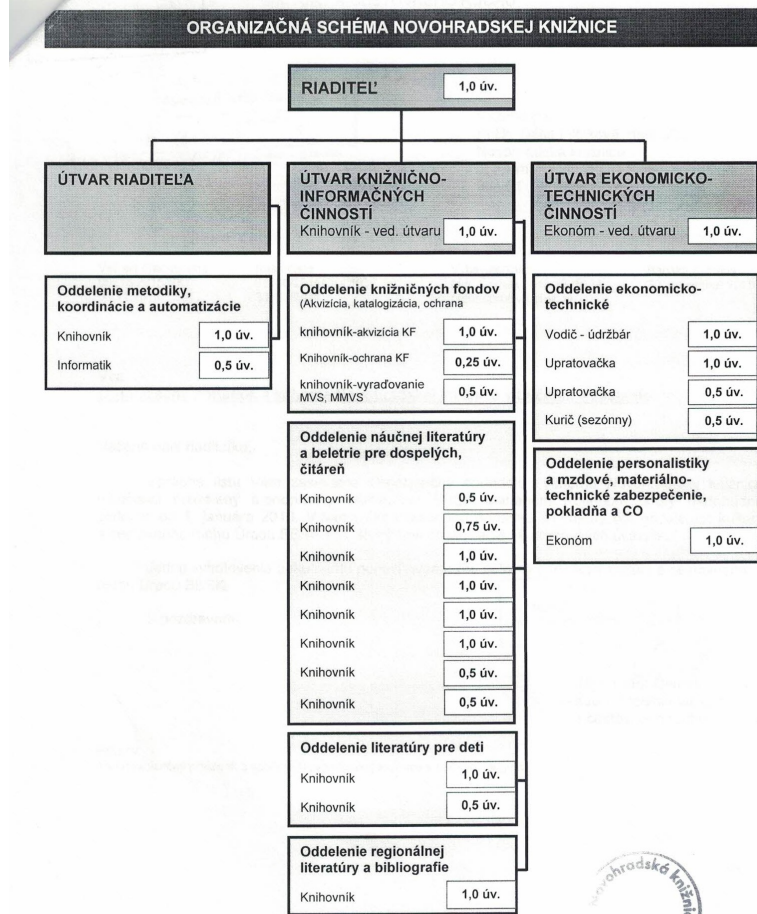 ORGANIZAČNÁ SCHÉMA NOVOHRADSKEJ KNIŽNICE
RIADITEĽ 1,0 úv.
ÚTVAR RIADITEĽA
Oddelenie metodiky,
koordinácie a automatizácie
Knihovník 1,0 úv.
Informatik 0,5 úv.
ÚTVAR KNIŽNIČNO-
INFORMAČNÝCH
ČINNOSTÍ
Knihovník - ved. útvaru 1,0 úv.
Oddelenie knižničných fondov
(Akvizícia, katalogizácia, ochrana
knihovník-akvizícia KF 1,0 úv.
Knihovník-ochrana KF 0,25 úv.
knihovník-vyraďovanie
MVS, MMVS 0,5 úv.
Oddelenie náučnej literatúry
a beletrie pre dospelých,
čitáreň
Knihovník 0,5 úv.
Knihovník 0,75 úv.
Knihovník 1,0 úv.
Knihovník 1,0 úv.
Knihovník 1,0 úv.
Knihovník 1,0 úv.
Knihovník 0,5 úv.
Knihovník 0,5 úv.
Oddelenie literatúry pre deti
Knihovník 1,0 úv.
Knihovník 0,5 úv.
Oddelenie regionálnej
literatúry a bibliografie
Knihovník 1,0 úv.
ÚTVAR EKONOMICKO-
TECHNICKÝCH
ČINNOSTÍ
Ekonóm - ved. útvaru 1,0 úv.
Oddelenie ekonomicko-
technické
Vodič - údržbár 1,0 úv.
Upratovačka 1,0 úv.
Upratovačka 0,5 úv.
Kurič (sezónny) 0,5 úv.
Oddelenie personalistiky
a mzdové, materiálno-
technické zabezpečenie,
pokladňa a CO
Ekonóm 1,0 úv.